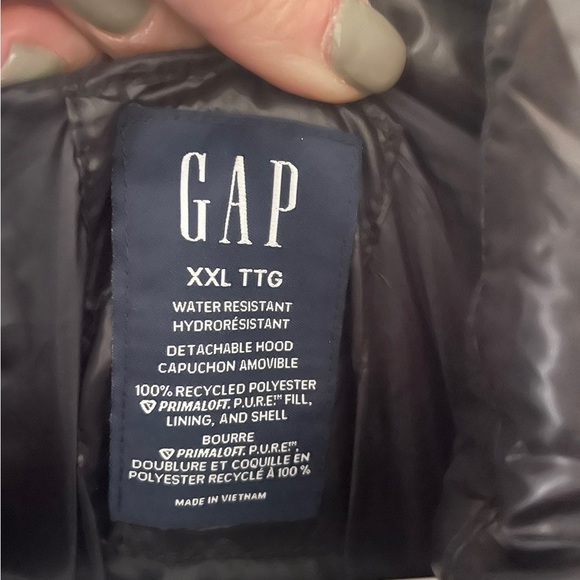 GAP
XXL TTG
WATER RESISTANT
HYDRORÉSISTANT
DETACHABLE HOOD
CAPUCHON AMOVIBLE
100% RECYCLED POLYESTER
PRIMALOFT. P.U.R.E.™ FILL,
LINING, AND SHELL
BOURRE
PRIMALOFT. P.U.R.E.™,
DOUBLURE ET COQUILLE EN
POLYESTER RECYCLÉ À 100 %
MADE IN VIETNAM